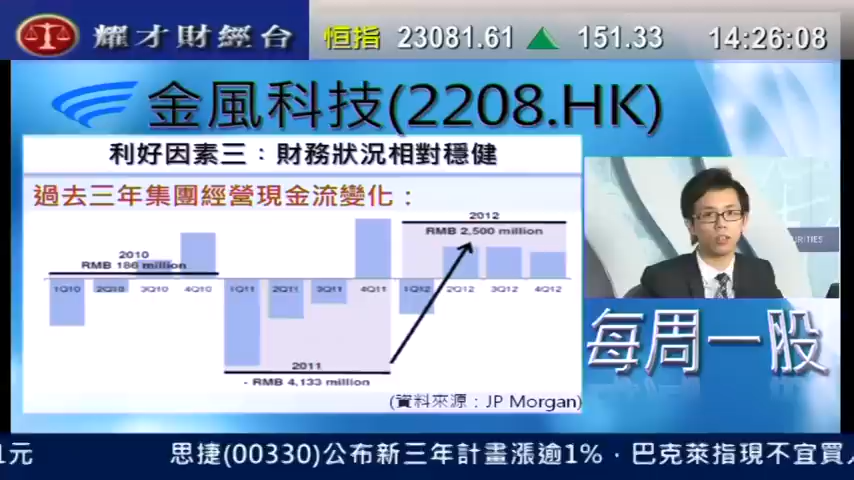 耀才財經台
恒指 23081.61 ▲ 151.33 14:26:08
金風科技(2208.HK)
利好因素三：財務狀況相對穩健
過去三年集團經營現金流變化：
2012
RMB 2,500 million
2010
RMB 186 million
1Q10 2Q10 3Q10 4Q10 1Q11 2Q11 3Q11 4Q11 1Q12 2Q12 3Q12 4Q12
2011
- RMB 4,133 million
(資料來源：JP Morgan)
RITIES
每周一股
1元 思捷(00330)公布新三年計畫漲逾1%．巴克萊指現不宜買